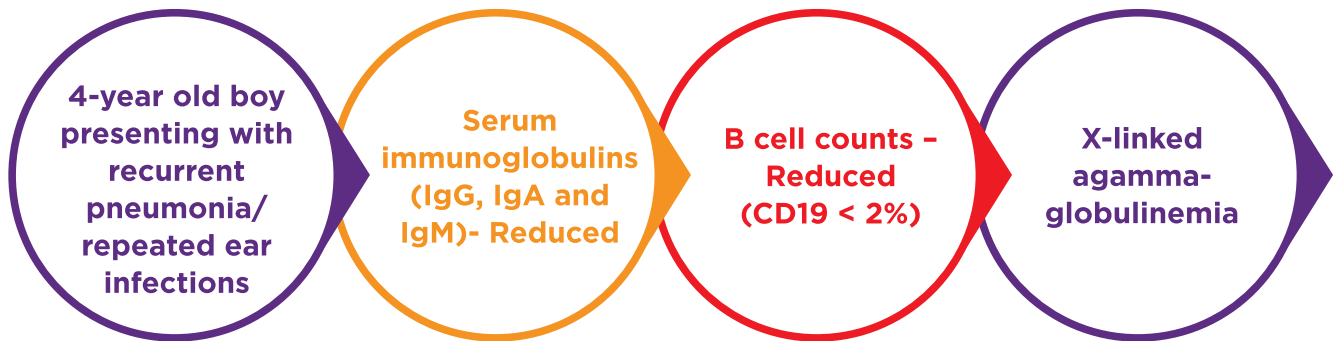 4-year old boy
presenting with
recurrent
pneumonia/
repeated ear
infections
Serum
immunoglobulins
(IgG, IgA and
IgM)- Reduced
B cell counts –
Reduced
(CD19 < 2%)
X-linked
agamma-
globulinemia